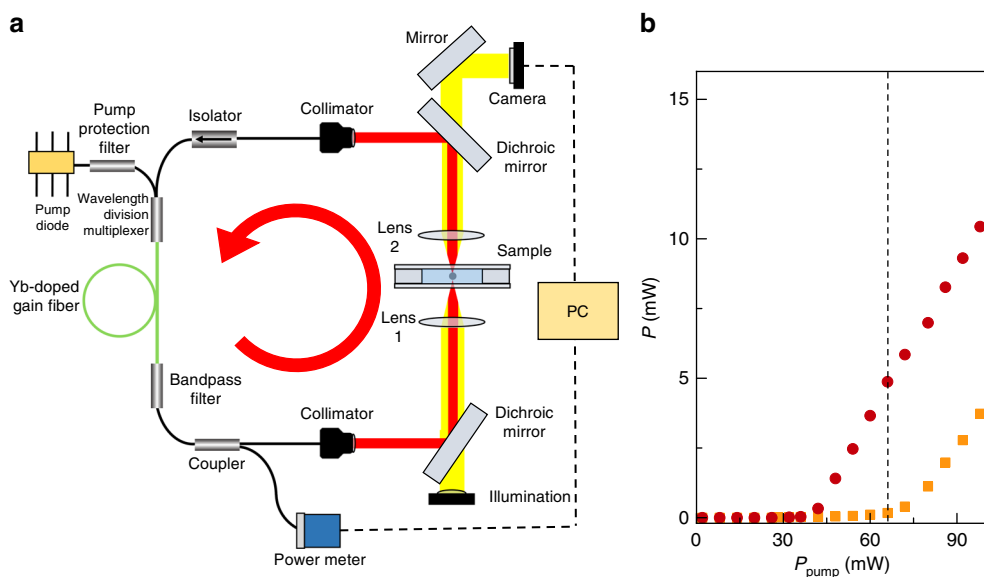 a
Mirror
Camera
Collimator
Isolator
Pump
protection
filter
Dichroic
mirror
Pump
diode
Wavelength
division
multiplexer
Lens
2
Sample
Yb-doped
gain fiber
Lens
1
PC
Bandpass
filter
Collimator
Dichroic
mirror
Coupler
Illumination
Power meter
b
15
10
5
0
P (mW)
0
30
60
90
Ppump (mW)